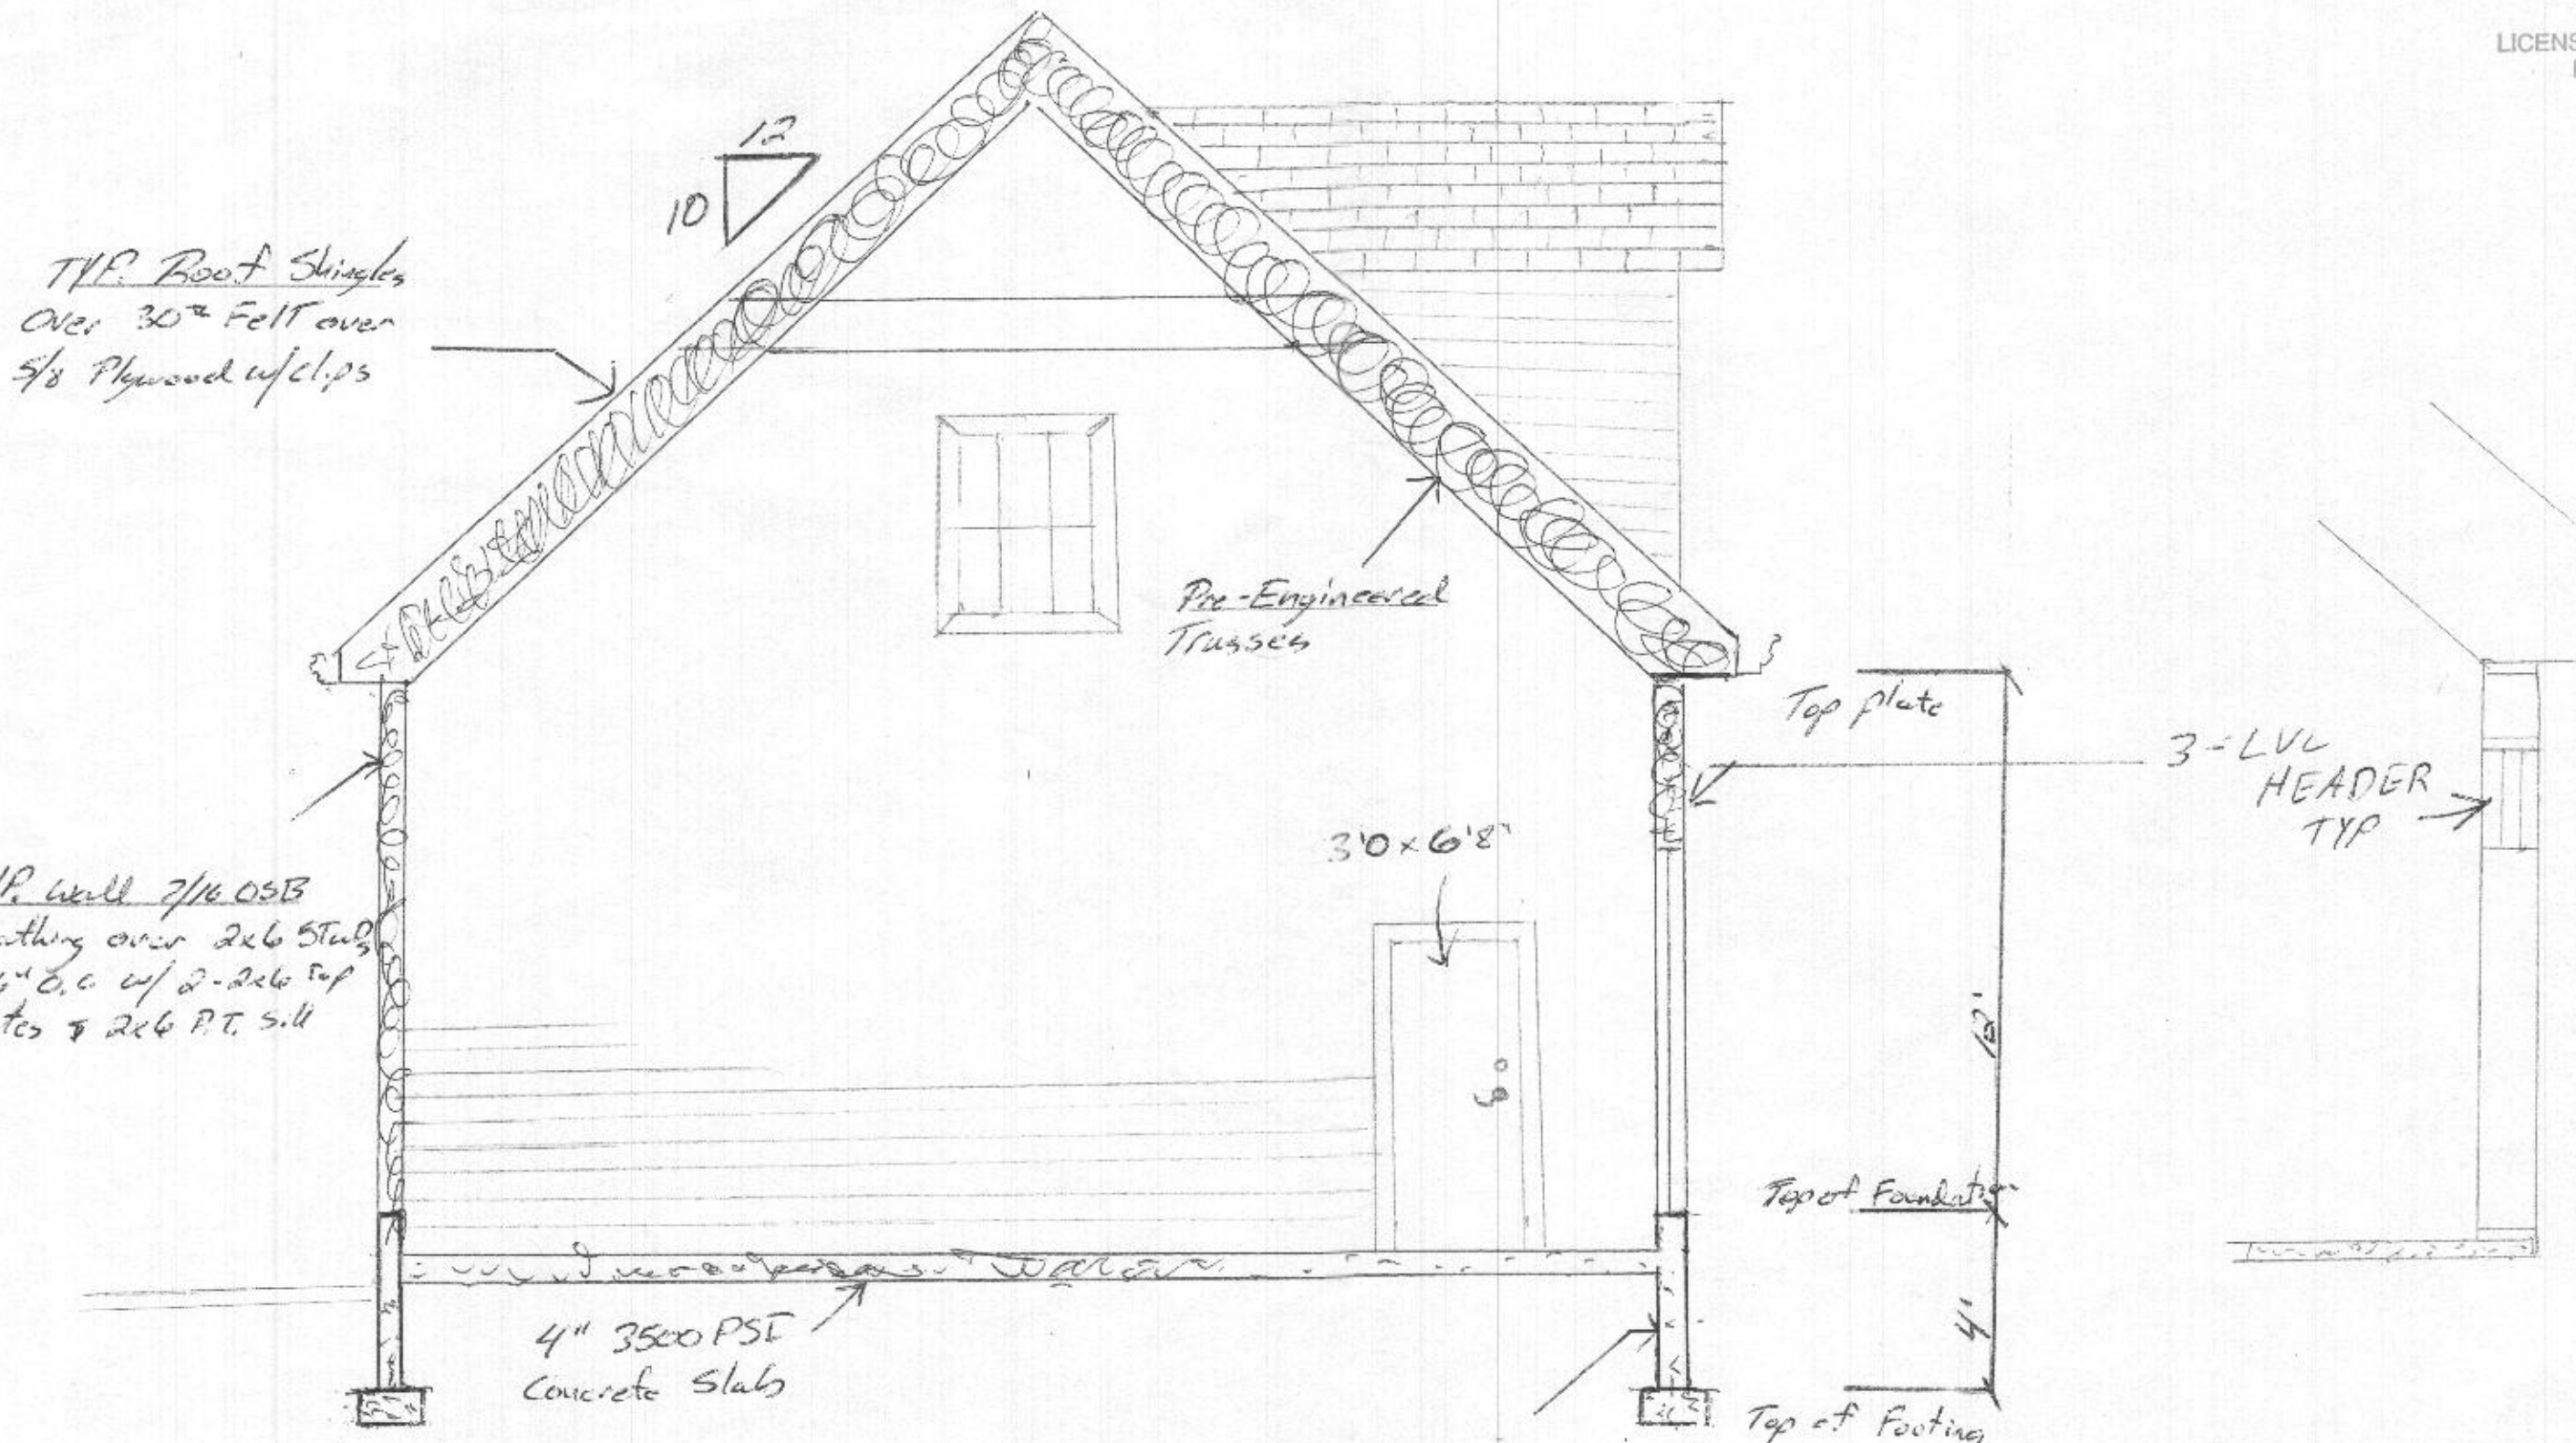 LICENS
12
10
TYP. Roof Shingles
Over 30# Felt over
5/8 Plywood w/clips
Pre-Engineered
Trusses
Top plate
3-LVL
HEADER
TYP
3'0 x 6'8"
P. Wall 7/16 OSB
athing over 2x6 STuds
6" O.C w/ 2-2x6 Top
tes & 2x6 P.T. Sill
Top of Foundation
4'
4" 3500 PSI
Concrete Slab
Top of Footing